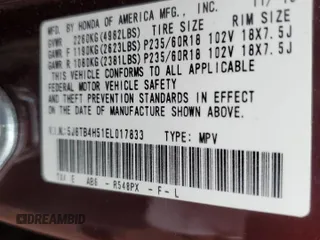 MFD. BY HONDA OF AMERICA MFG., INC.
TIRE SIZE RIM SIZE
GVWR 2260KG (4982LBS)
GAWR F 1190KG (2623LBS) P235/60R18 102V 18X7.5J
GAWR R 1080KG (2381LBS) P235/60R18 102V 18X7.5J
THIS VEHICLE CONFORMS TO ALL APPLICABLE
FEDERAL MOTOR VEHICLE SAFETY AND
THEFT PREVENTION STANDARDS IN EFFECT
ON THE DATE OF MANUFACTURE SHOWN ABOVE.
V.I.N:5J8TB4H51EL017833 TYPE: MPV
R548PX -F-L
DREAMBID